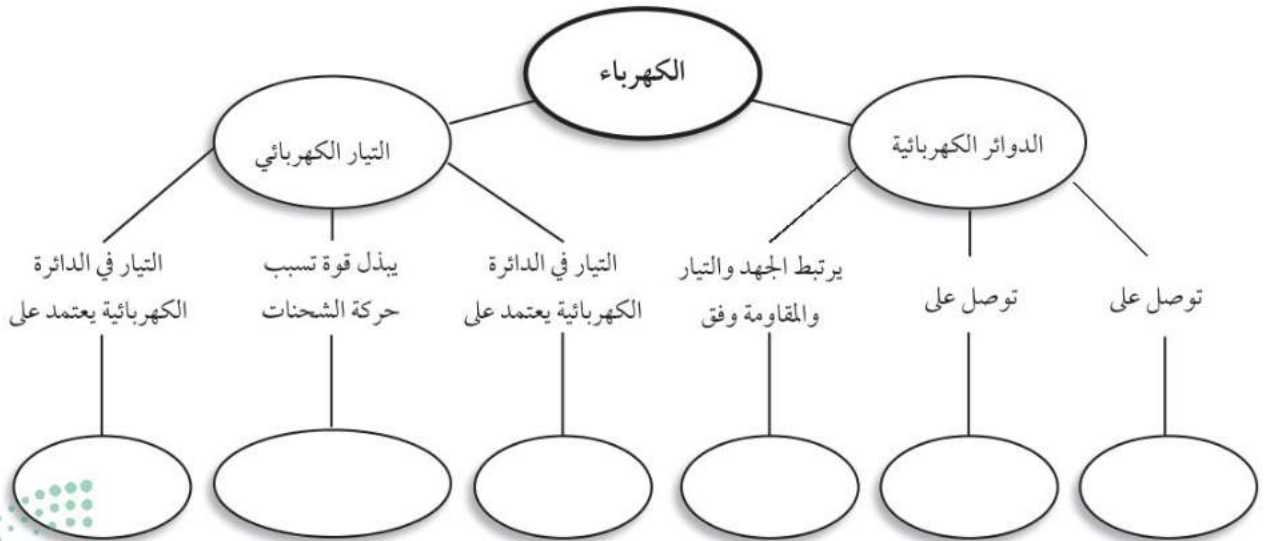 الكهرباء
الدوائر الكهربائية
التيار الكهربائي
توصل على
توصل على
يرتبط الجهد والتيار
والمقاومة وفق
التيار في الدائرة
الكهربائية يعتمد على
يبذل قوة تسبب
حركة الشحنات
التيار في الدائرة
الكهربائية يعتمد على